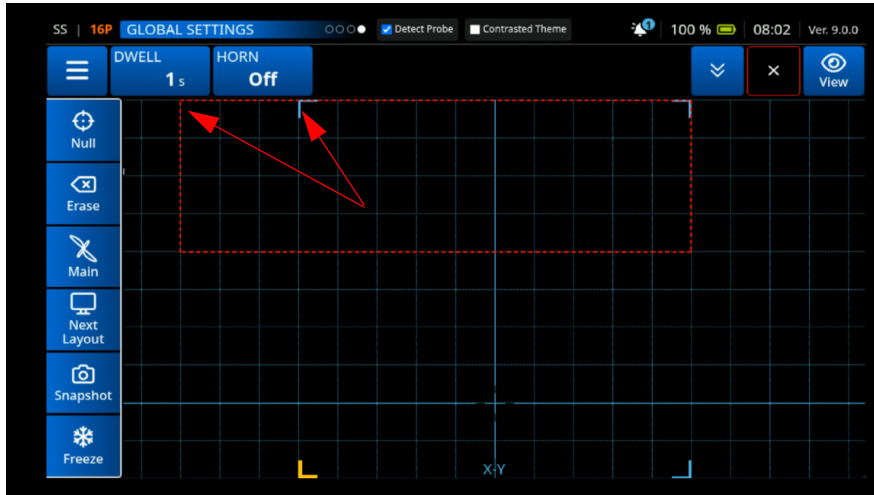 SS | 16P GLOBAL SETTINGS Detect Probe Contrasted Theme 1 100 % 08:02 Ver. 9.0.0
DWELL
1 s
HORN
Off
View
Null
Erase
Main
Next
Layout
Snapshot
Freeze
X-Y